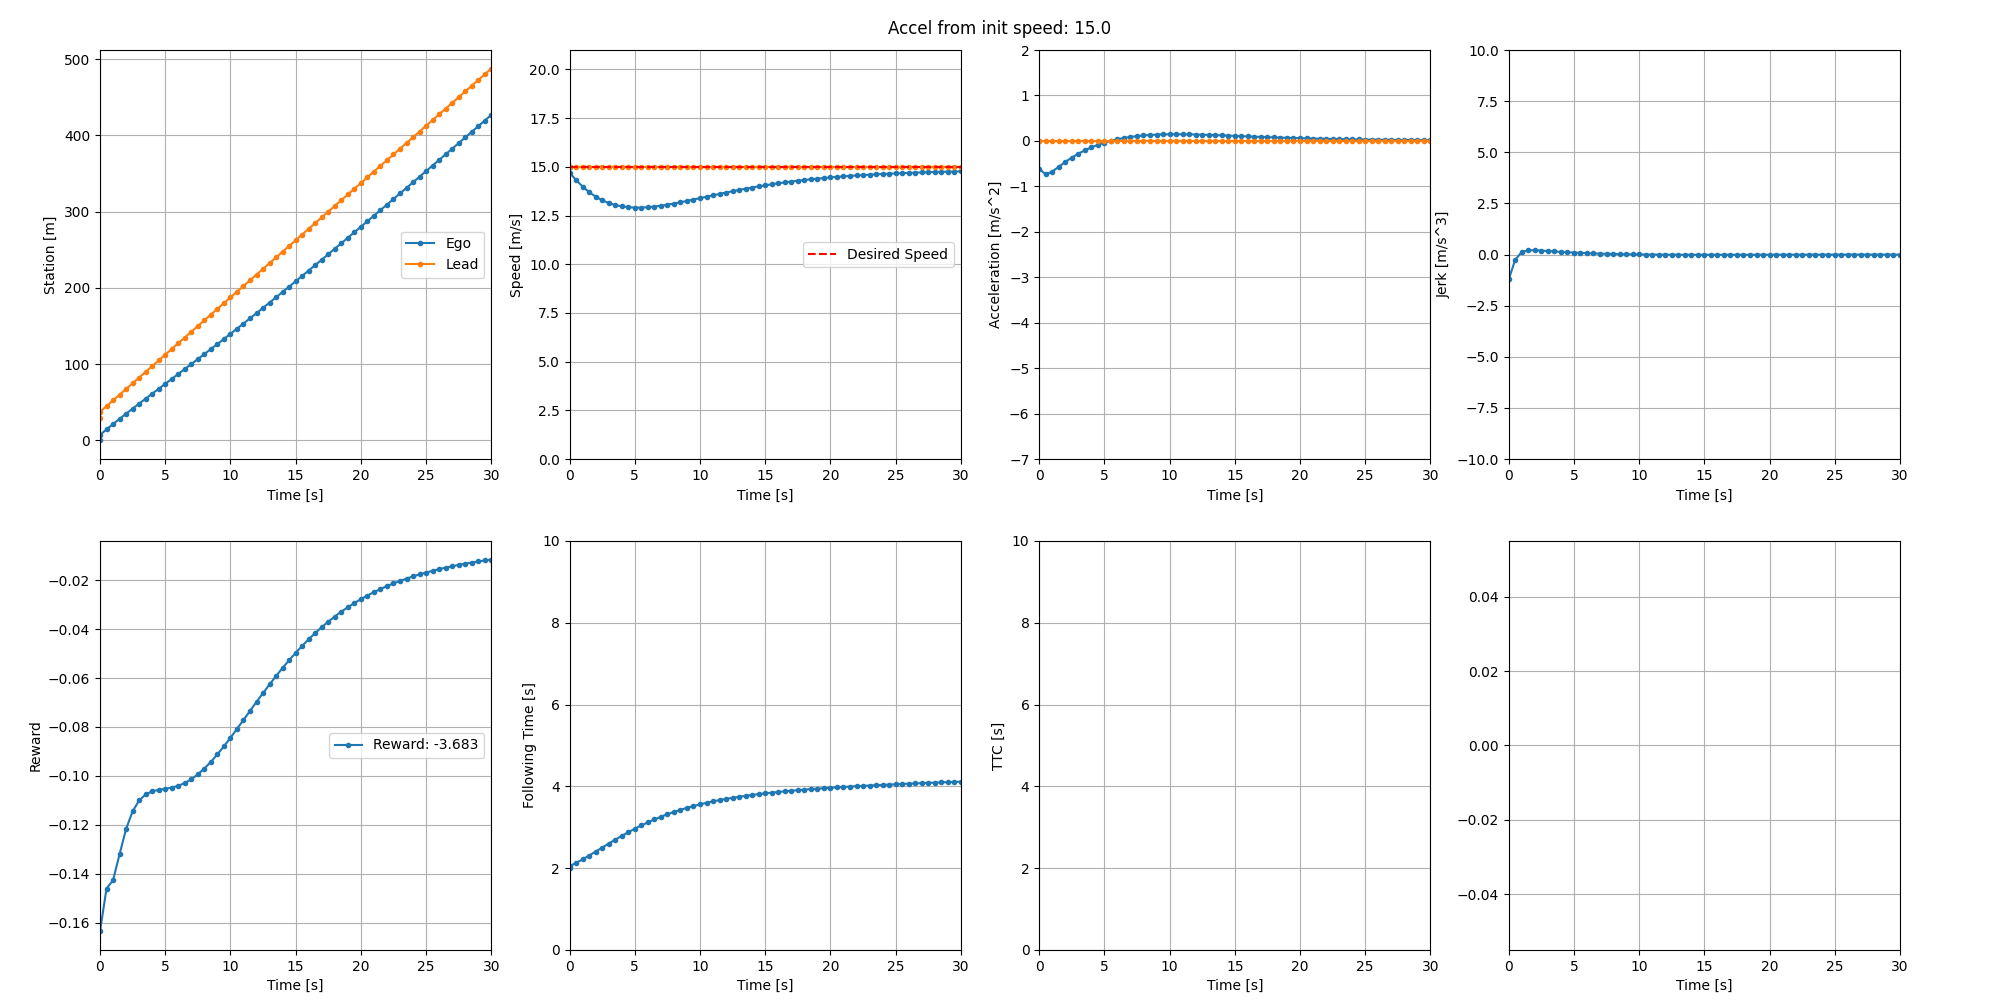 Accel from init speed: 15.0
500
400
300
200
100
0
Station [m]
Ego
Lead
0 5 10 15 20 25 30
Time [s]
20.0
17.5
15.0
12.5
10.0
7.5
5.0
2.5
0.0
Speed [m/s]
Desired Speed
0 5 10 15 20 25 30
Time [s]
2
1
0
−1
−2
−3
−4
−5
−6
−7
Acceleration [m/s^2]
0 5 10 15 20 25 30
Time [s]
10.0
7.5
5.0
2.5
0.0
−2.5
−5.0
−7.5
−10.0
Jerk [m/s^3]
0 5 10 15 20 25 30
Time [s]
−0.02
−0.04
−0.06
−0.08
−0.10
−0.12
−0.14
−0.16
Reward
Reward: -3.683
0 5 10 15 20 25 30
Time [s]
10
8
6
4
2
0
Following Time [s]
0 5 10 15 20 25 30
Time [s]
10
8
6
4
2
0
TTC [s]
0 5 10 15 20 25 30
Time [s]
0.04
0.02
0.00
−0.02
−0.04
0 5 10 15 20 25 30
Time [s]